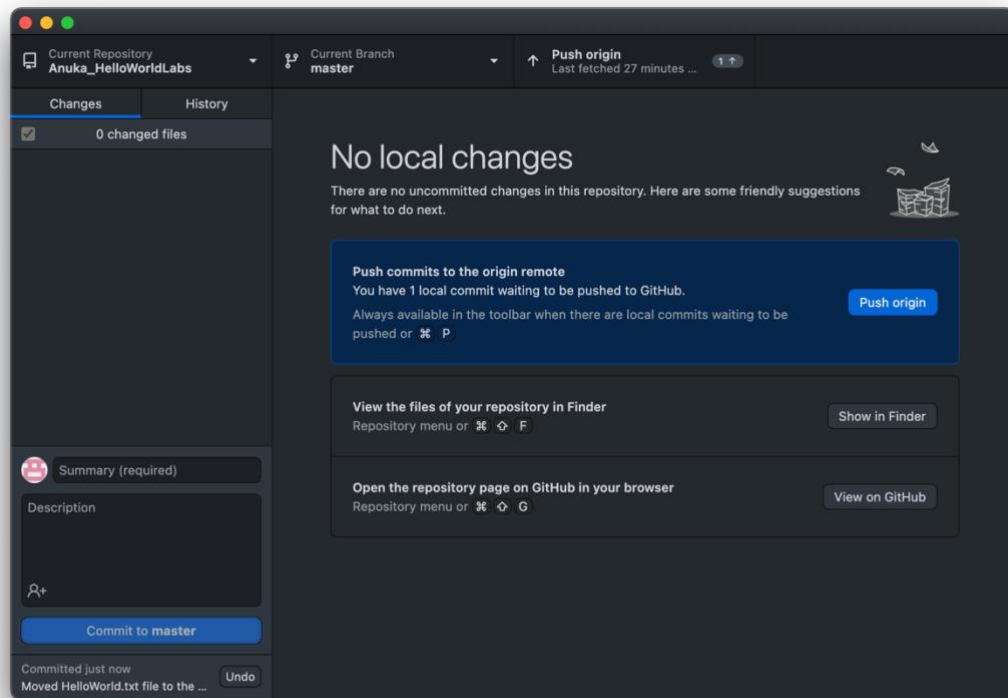 Current Repository
Anuka_HelloWorldLabs
Current Branch
master
Push origin
Last fetched 27 minutes ...
1 ↑
Changes
History
0 changed files
No local changes
There are no uncommitted changes in this repository. Here are some friendly suggestions
for what to do next.
Push commits to the origin remote
You have 1 local commit waiting to be pushed to GitHub.
Always available in the toolbar when there are local commits waiting to be
pushed or ⌘ P
Push origin
View the files of your repository in Finder
Repository menu or ⌘ ⇧ F
Show in Finder
Open the repository page on GitHub in your browser
Repository menu or ⌘ ⇧ G
View on GitHub
Summary (required)
Description
Commit to master
Committed just now
Moved HelloWorld.txt file to the ...
Undo